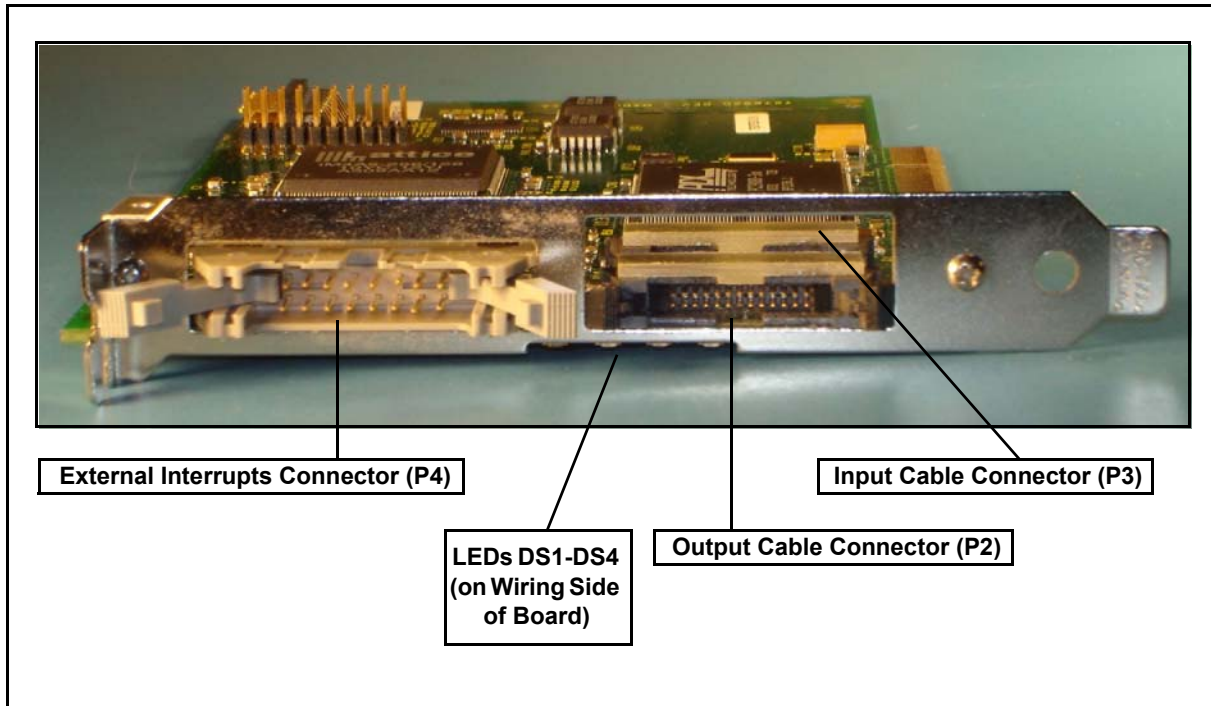 External Interrupts Connector (P4)
Input Cable Connector (P3)
LEDs DS1-DS4
(on Wiring Side
of Board)
Output Cable Connector (P2)